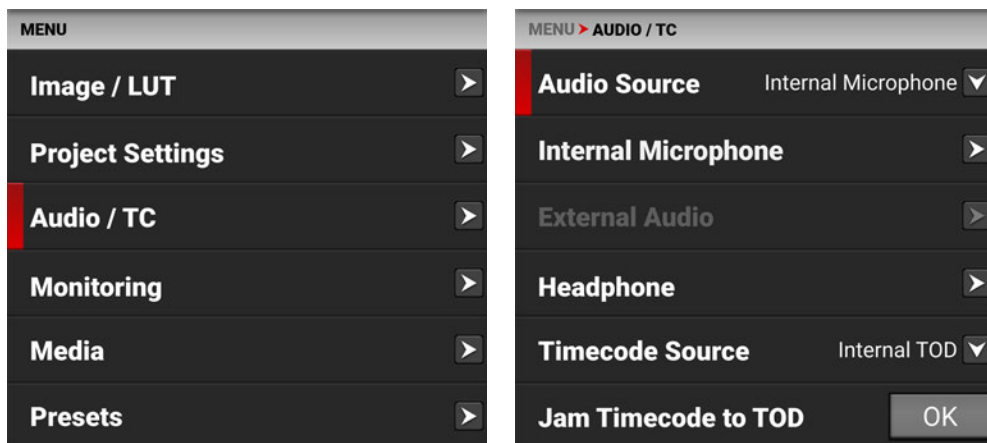 MENU
Image / LUT
Project Settings
Audio / TC
Monitoring
Media
Presets
MENU > AUDIO / TC
Audio Source Internal Microphone
Internal Microphone
External Audio
Headphone
Timecode Source Internal TOD
Jam Timecode to TOD OK